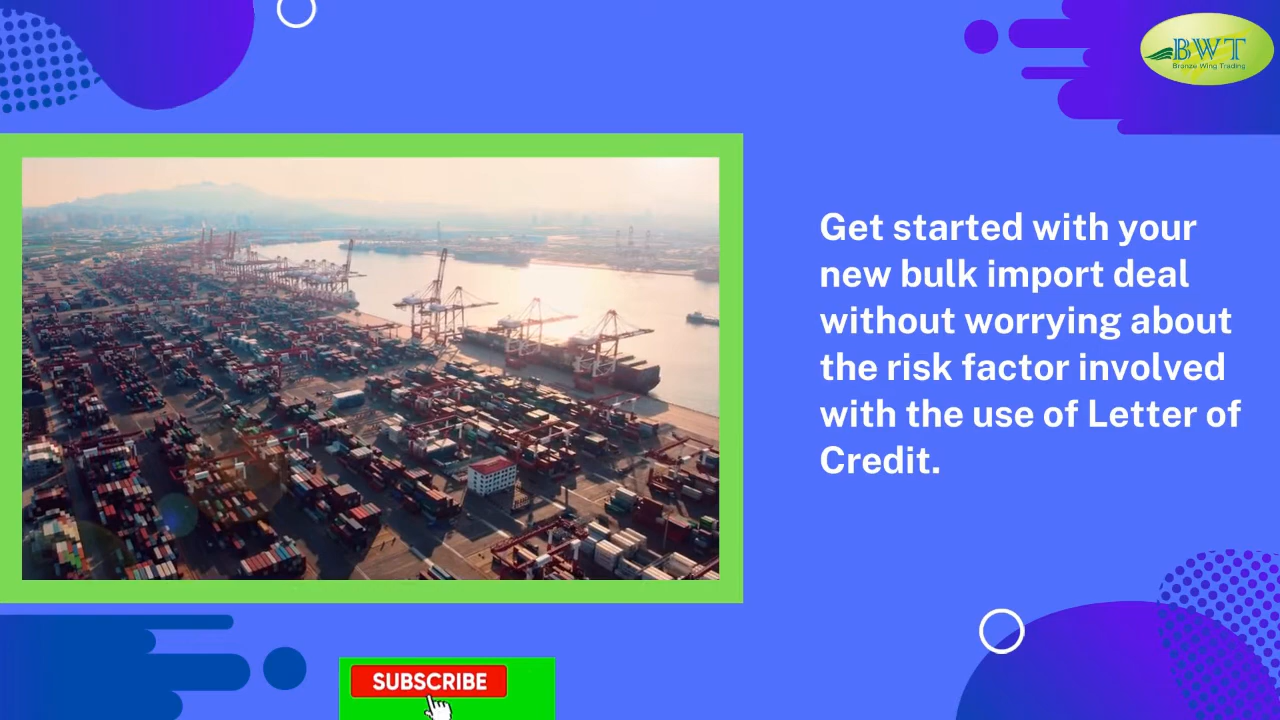 BWT
Bronze Wing Trading
Get started with your
new bulk import deal
without worrying about
the risk factor involved
with the use of Letter of
Credit.
SUBSCRIBE